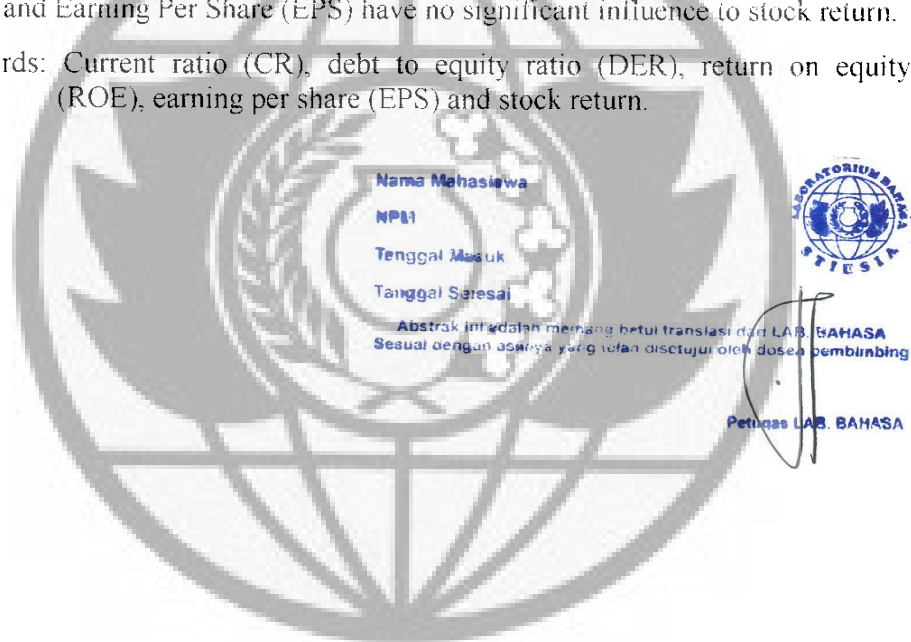 and Earning Per Share (EPS) have no significant influence to stock return.
rds: Current ratio (CR), debt to equity ratio (DER), return on equity
(ROE), earning per share (EPS) and stock return.
LABORATORIUM BAHASA
STIESIA
Nama Mahasiswa
NPM
Tanggal Masuk
Tanggal Selesai
Abstrak ini adalah memang betul translasi dari LAB. BAHASA
Sesuai dengan aslinya yang telah disetujui oleh dosen pembimbing
Petugas LAB. BAHASA